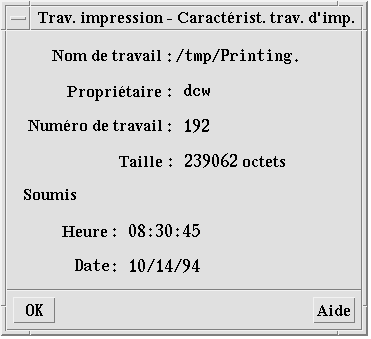 Trav. impression - Caractérist. trav. d'imp.
Nom de travail : /tmp/Printing.
Propriétaire : dcw
Numéro de travail : 192
Taille : 239062 octets
Soumis
Heure : 08:30:45
Date: 10/14/94
OK Aide